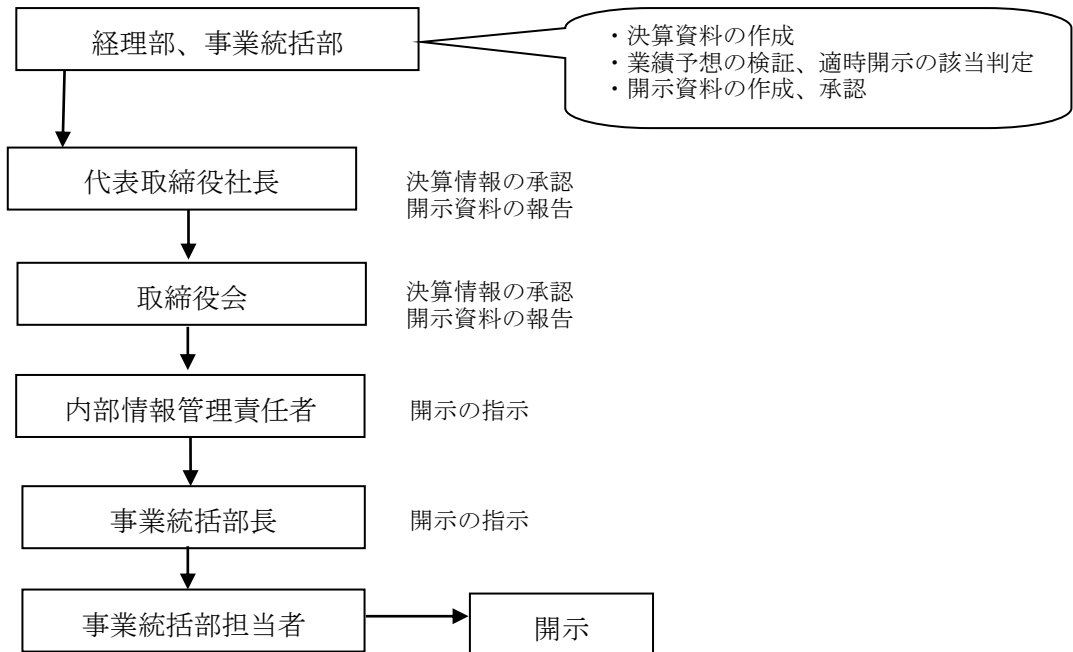 経理部、事業統括部
・決算資料の作成
・業績予想の検証、適時開示の該当判定
・開示資料の作成、承認
代表取締役社長
決算情報の承認
開示資料の報告
取締役会
決算情報の承認
開示資料の報告
内部情報管理責任者
開示の指示
事業統括部長
開示の指示
事業統括部担当者
開示